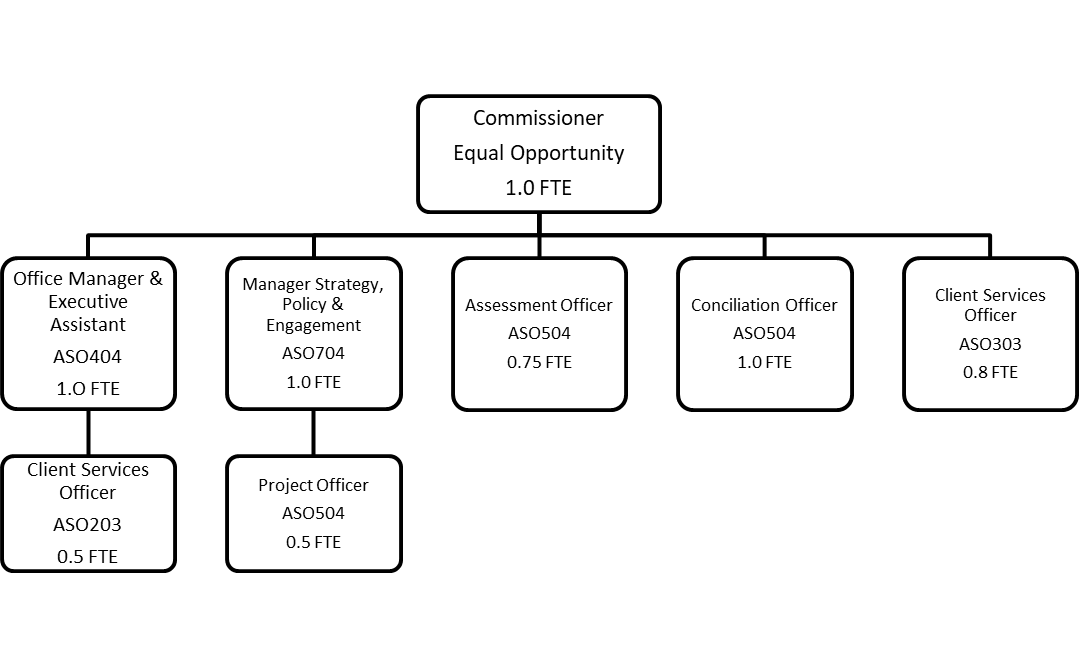 Commissioner
Equal Opportunity
1.0 FTE
Office Manager &
Executive
Assistant
ASO404
1.O FTE
Manager Strategy,
Policy &
Engagement
ASO704
1.0 FTE
Assessment Officer
ASO504
0.75 FTE
Conciliation Officer
ASO504
1.0 FTE
Client Services
Officer
ASO303
0.8 FTE
Client Services
Officer
ASO203
0.5 FTE
Project Officer
ASO504
0.5 FTE